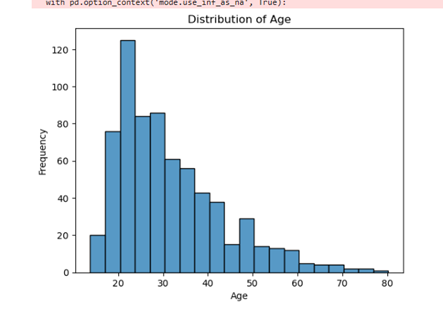 with pd.option_context('mode.use_inf_as_na', True):
Distribution of Age
120
100
80
60
40
20
0
Frequency
20 30 40 50 60 70 80
Age